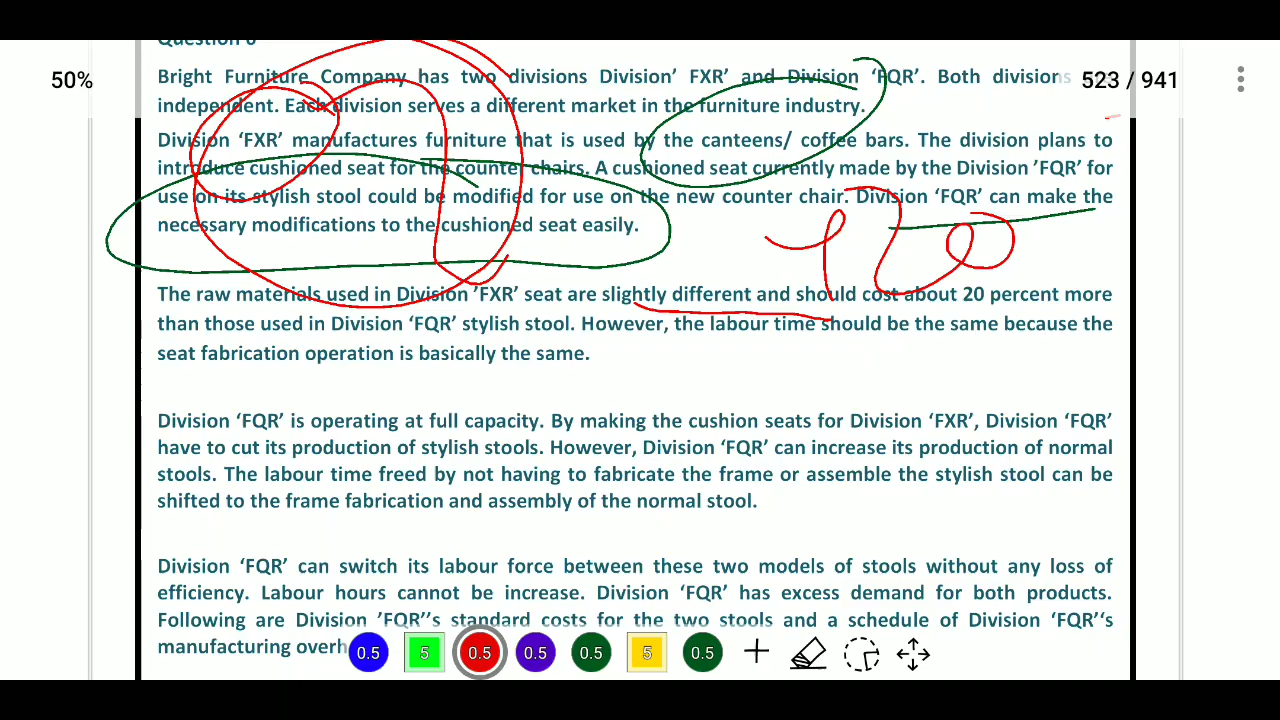 Question 6
50%
523 / 941
Bright Furniture Company has two divisions Division’ FXR’ and Division ‘FQR’. Both divisions
independent. Each division serves a different market in the furniture industry.
Division ‘FXR’ manufactures furniture that is used by the canteens/ coffee bars. The division plans to
introduce cushioned seat for the counter chairs. A cushioned seat currently made by the Division ’FQR’ for
use on its stylish stool could be modified for use on the new counter chair. Division ‘FQR’ can make the
necessary modifications to the cushioned seat easily.
The raw materials used in Division ’FXR’ seat are slightly different and should cost about 20 percent more
than those used in Division ‘FQR’ stylish stool. However, the labour time should be the same because the
seat fabrication operation is basically the same.
Division ‘FQR’ is operating at full capacity. By making the cushion seats for Division ‘FXR’, Division ‘FQR’
have to cut its production of stylish stools. However, Division ‘FQR’ can increase its production of normal
stools. The labour time freed by not having to fabricate the frame or assemble the stylish stool can be
shifted to the frame fabrication and assembly of the normal stool.
Division ‘FQR’ can switch its labour force between these two models of stools without any loss of
efficiency. Labour hours cannot be increase. Division ‘FQR’ has excess demand for both products.
Following are Division ’FQR’‘s standard costs for the two stools and a schedule of Division ‘FQR’‘s
manufacturing overh
0.5 5 0.5 0.5 0.5 5 0.5